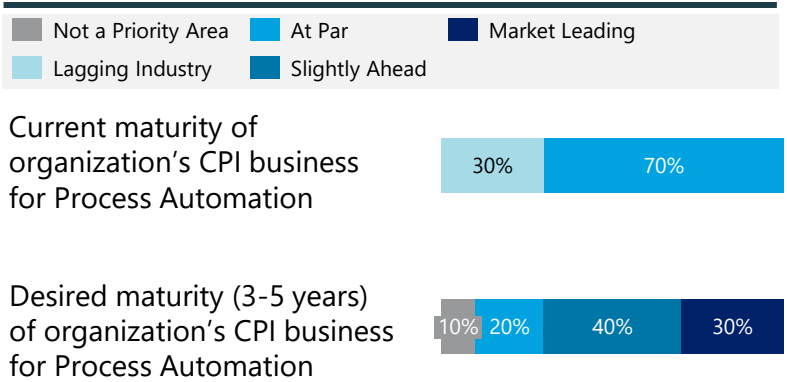 Not a Priority Area
At Par
Market Leading
Lagging Industry
Slightly Ahead
Current maturity of
organization’s CPI business
for Process Automation
30%
70%
Desired maturity (3-5 years)
of organization’s CPI business
for Process Automation
10%
20%
40%
30%